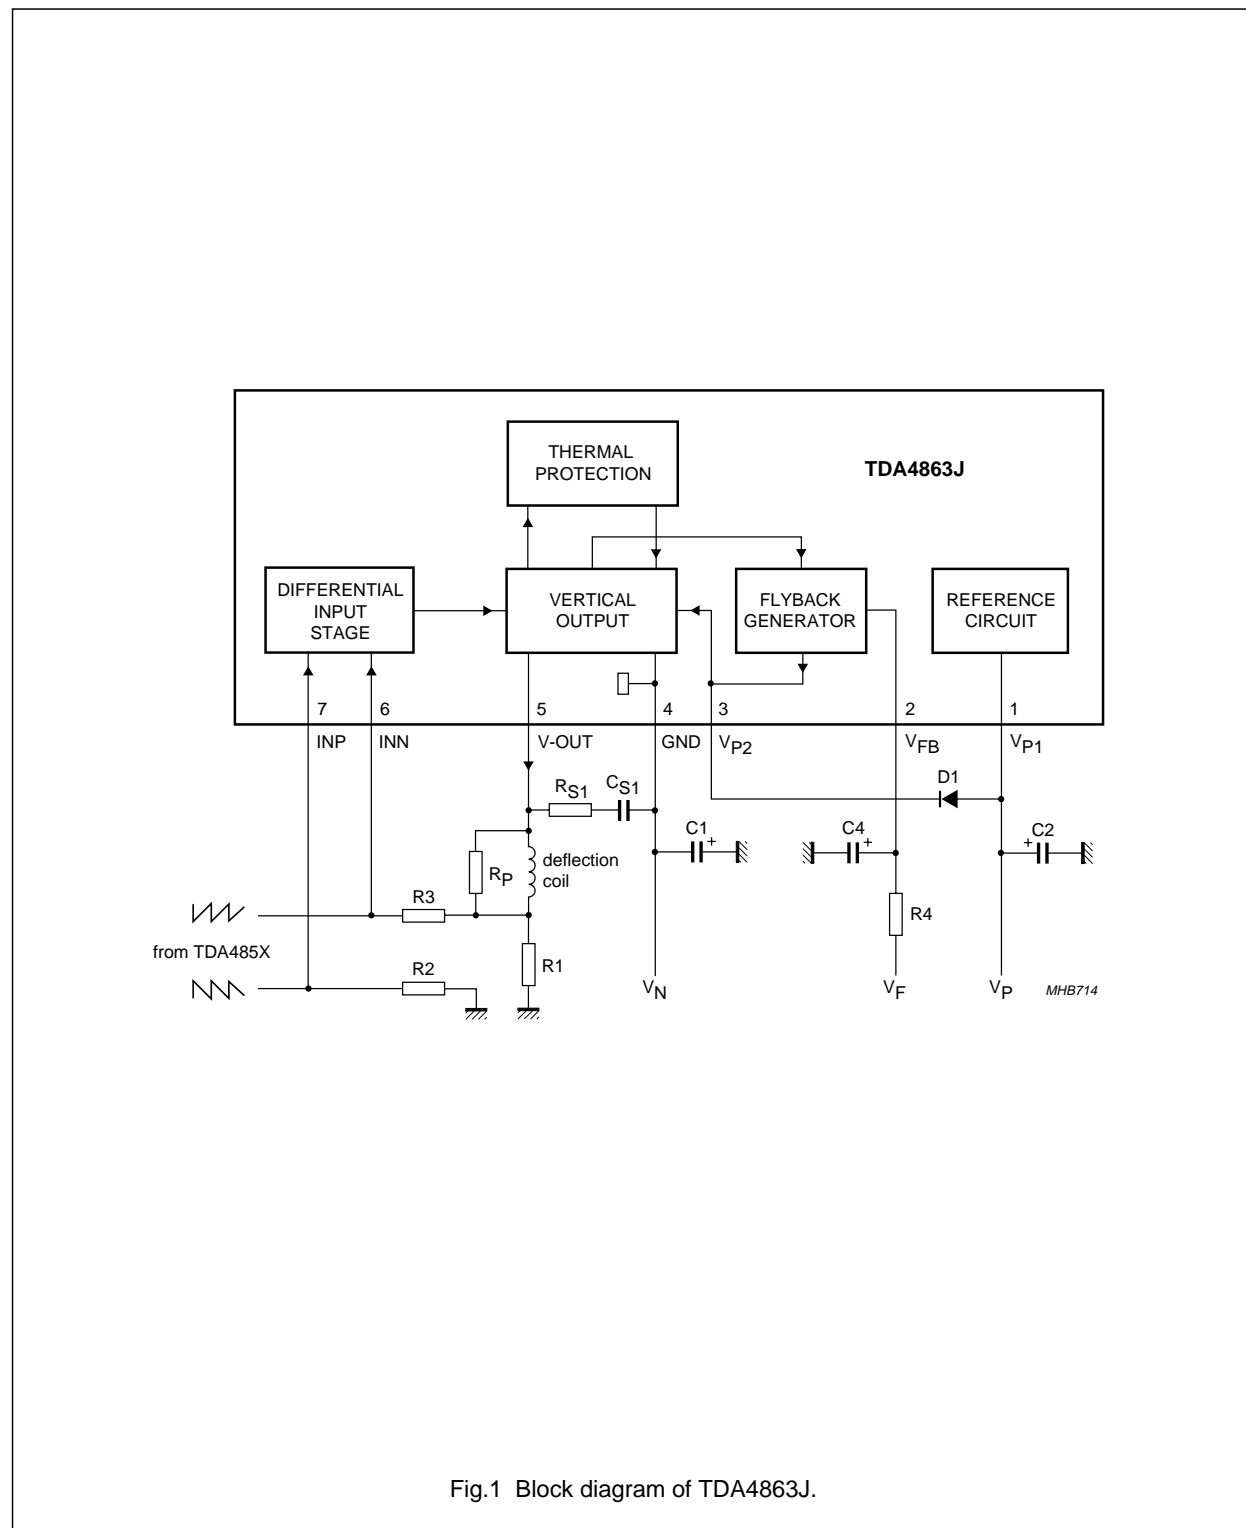 THERMAL
PROTECTION
TDA4863J
DIFFERENTIAL
INPUT
STAGE
VERTICAL
OUTPUT
FLYBACK
GENERATOR
REFERENCE
CIRCUIT
7 6 5 4 3 2 1
INP INN V-OUT GND VP2 VFB VP1
D1
RS1 CS1
C1 + C4 + + C2
deflection
coil
RP
R3
R4
from TDA485X
R2 R1
VN VF VP MHB714
Fig.1 Block diagram of TDA4863J.